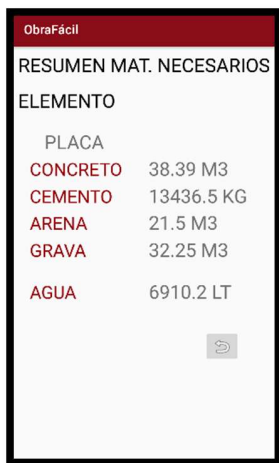 ObraFácil
RESUMEN MAT. NECESARIOS
ELEMENTO
PLACA
CONCRETO 38.39 M3
CEMENTO 13436.5 KG
ARENA 21.5 M3
GRAVA 32.25 M3
AGUA 6910.2 LT